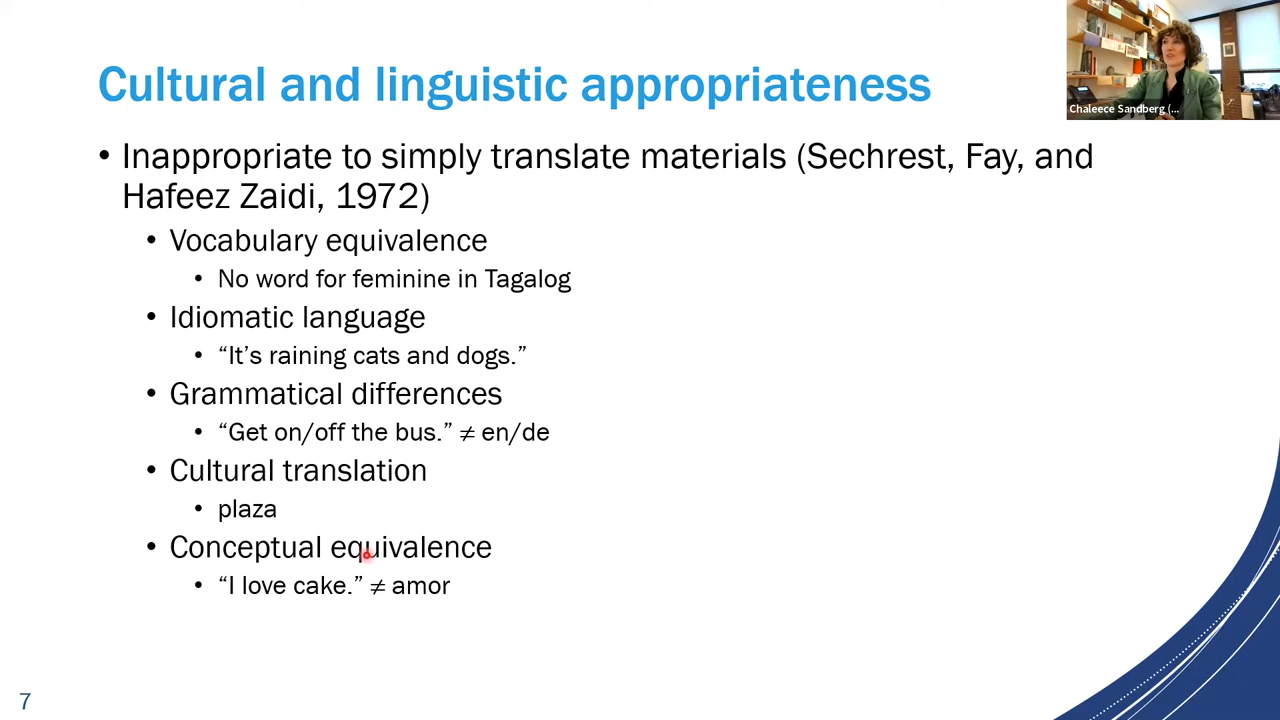 Cultural and linguistic appropriateness
Chaleece Sandberg (...
• Inappropriate to simply translate materials (Sechrest, Fay, and
Hafeez Zaidi, 1972)
• Vocabulary equivalence
• No word for feminine in Tagalog
• Idiomatic language
• “It’s raining cats and dogs.”
• Grammatical differences
• “Get on/off the bus.” ≠ en/de
• Cultural translation
• plaza
• Conceptual equivalence
• “I love cake.” ≠ amor
7